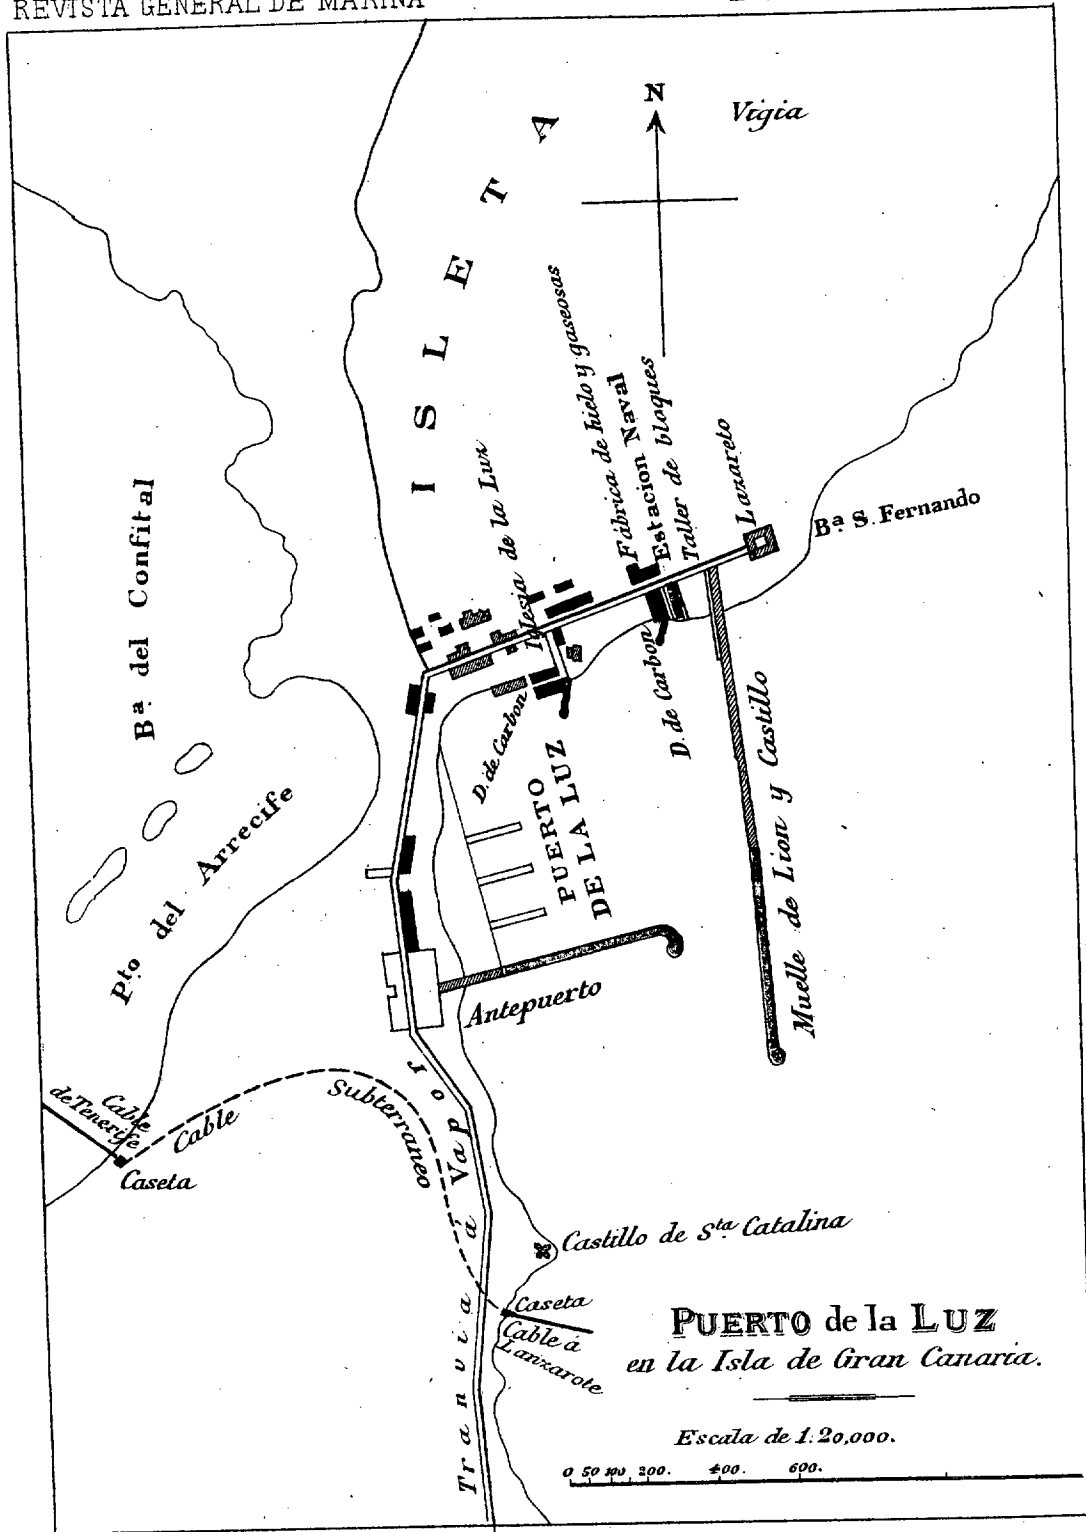 REVISTA GENERAL DE MARINA
N
Vigia
ISLETA
Fábrica de hielo y gaseosas
Estacion Naval
Taller de bloques
Lazareto
Iglesia de la Luz
Bª. S. Fernando
Bª. del Confital
D. de Carbon
D. de Carbon
PUERTO
DE LA LUZ
Muelle de Lion y Castillo
Pto. del Arrecife
Antepuerto
Cable
de Tenerife
Cable
Subterraneo
Caseta
Tranvia á Vapor
Castillo de Sta. Catalina
Caseta
Cable á
Lanzarote
PUERTO de la LUZ
en la Isla de Gran Canaria.
Escala de 1:20,000.
0 50 100 200. 400. 600.